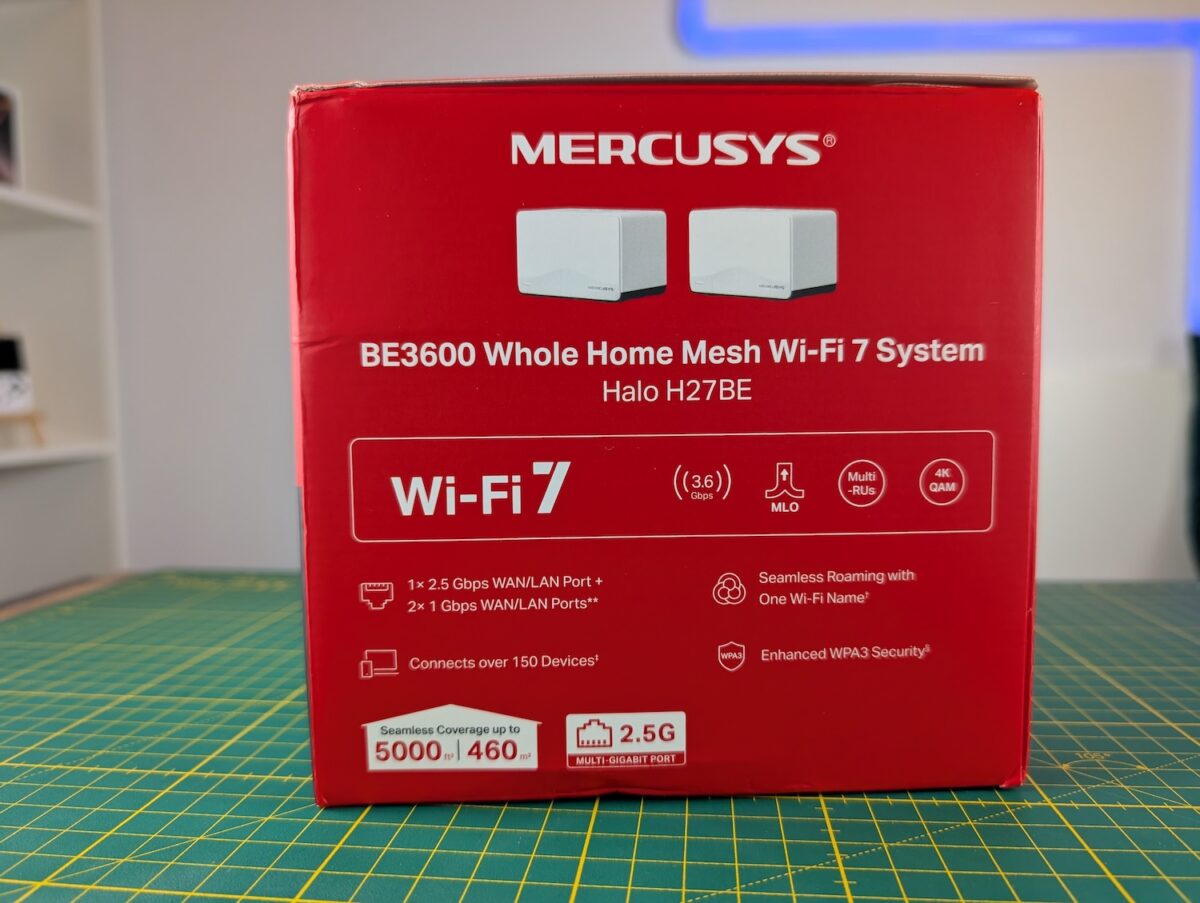 MERCUSYS®
MERCUSYS
MERCUSYS
BE3600 Whole Home Mesh Wi-Fi 7 System
Halo H27BE
Wi-Fi 7
3.6
Gbps
MLO
Multi
-RUs
4K
QAM
1× 2.5 Gbps WAN/LAN Port +
2× 1 Gbps WAN/LAN Ports**
Seamless Roaming with
One Wi-Fi Name†
Connects over 150 Devices‡
WPA3
Enhanced WPA3 Security§
Seamless Coverage up to
5000 ft² | 460 m²
2.5G
MULTI-GIGABIT PORT